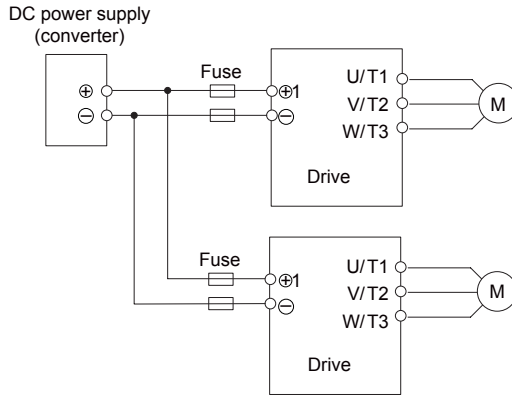 DC power supply
(converter)
⊕
⊖
Fuse
⊕1
⊖
U/T1
V/T2
W/T3
Drive
M
Fuse
⊕1
⊖
U/T1
V/T2
W/T3
Drive
M